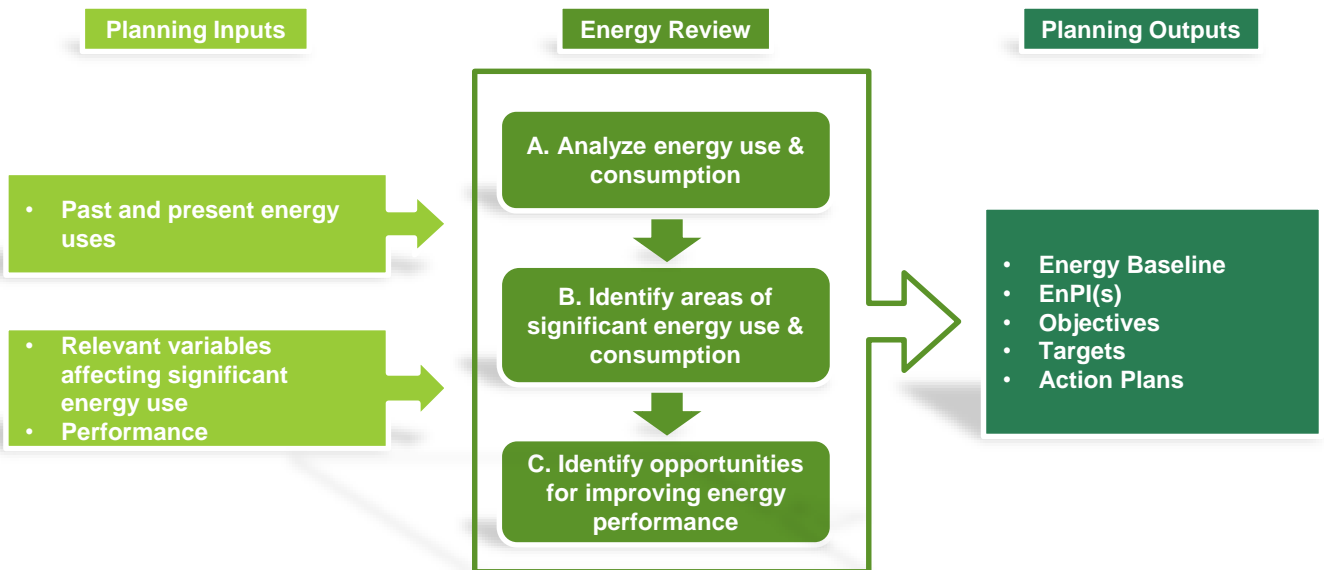 Planning Inputs
Energy Review
Planning Outputs
• Past and present energy
uses
• Relevant variables
affecting significant
energy use
• Performance
A. Analyze energy use &
consumption
B. Identify areas of
significant energy use &
consumption
C. Identify opportunities
for improving energy
performance
• Energy Baseline
• EnPI(s)
• Objectives
• Targets
• Action Plans